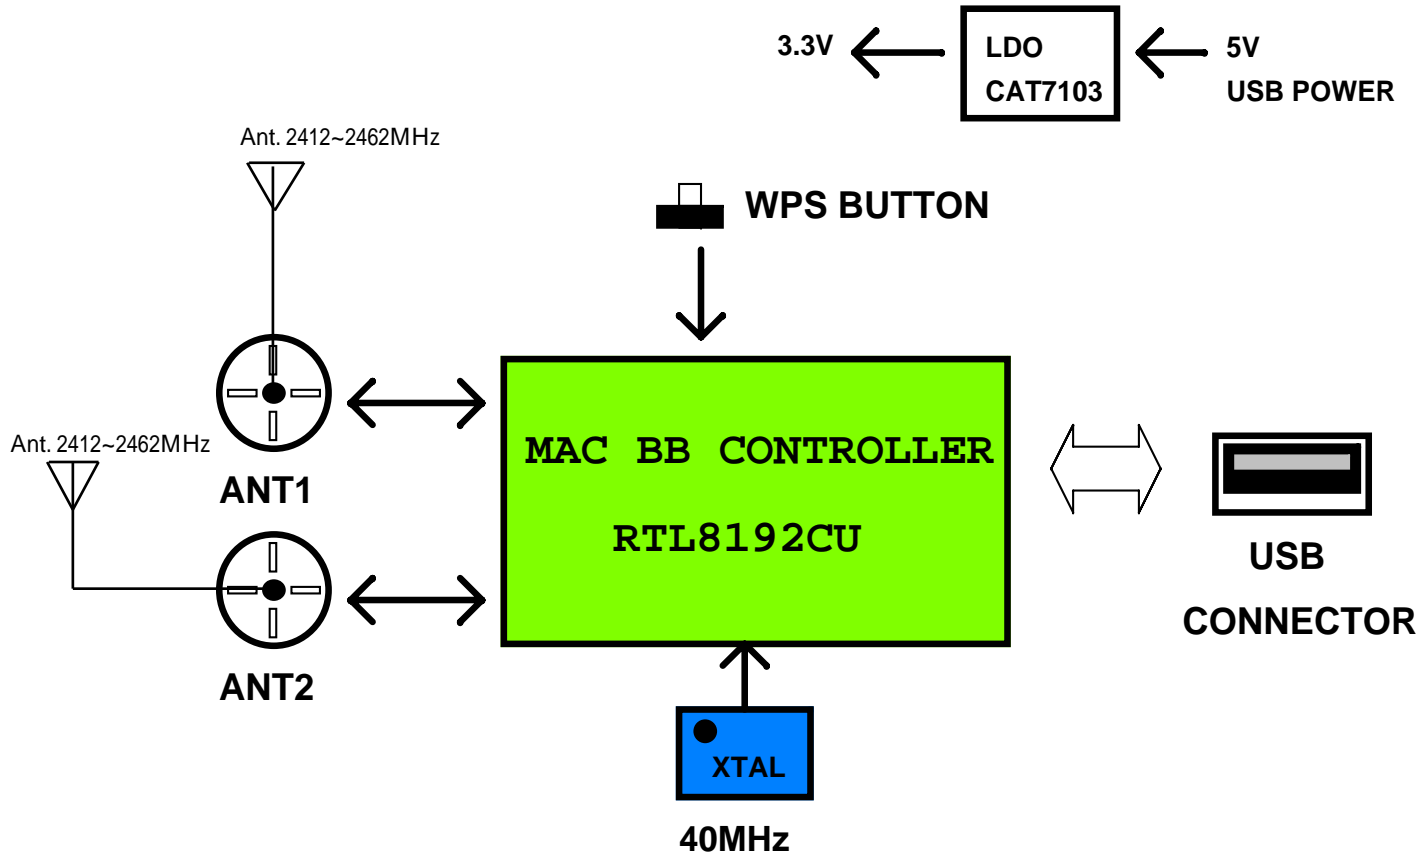 3.3V
LDO
CAT7103
5V
USB POWER
Ant. 2412~2462MHz
WPS BUTTON
Ant. 2412~2462MHz
ANT1
MAC BB CONTROLLER
RTL8192CU
USB
CONNECTOR
ANT2
XTAL
40MHz